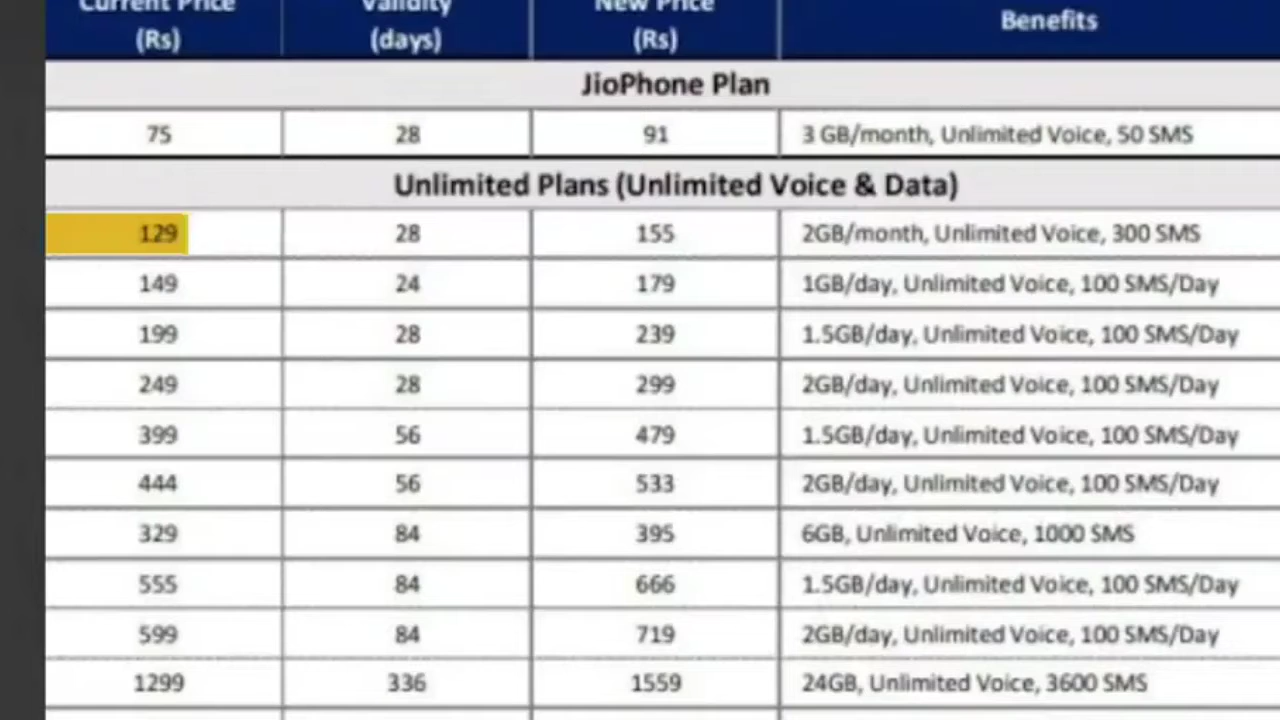 Current Price Validity New Price Benefits
(Rs) (days) (Rs)
JioPhone Plan
75 28 91 3 GB/month, Unlimited Voice, 50 SMS
Unlimited Plans (Unlimited Voice & Data)
129 28 155 2GB/month, Unlimited Voice, 300 SMS
149 24 179 1GB/day, Unlimited Voice, 100 SMS/Day
199 28 239 1.5GB/day, Unlimited Voice, 100 SMS/Day
249 28 299 2GB/day, Unlimited Voice, 100 SMS/Day
399 56 479 1.5GB/day, Unlimited Voice, 100 SMS/Day
444 56 533 2GB/day, Unlimited Voice, 100 SMS/Day
329 84 395 6GB, Unlimited Voice, 1000 SMS
555 84 666 1.5GB/day, Unlimited Voice, 100 SMS/Day
599 84 719 2GB/day, Unlimited Voice, 100 SMS/Day
1299 336 1559 24GB, Unlimited Voice, 3600 SMS